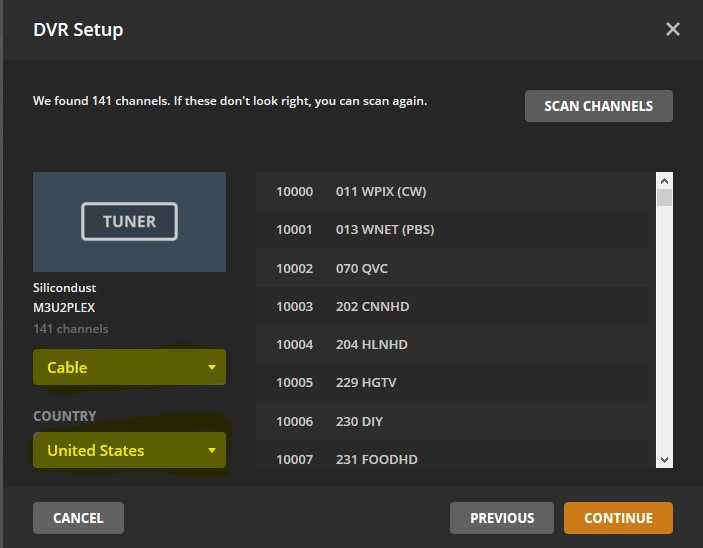 DVR Setup
We found 141 channels. If these don't look right, you can scan again.
SCAN CHANNELS
TUNER
Silicondust
M3U2PLEX
141 channels
Cable
COUNTRY
United States
10000 011 WPIX (CW)
10001 013 WNET (PBS)
10002 070 QVC
10003 202 CNNHD
10004 204 HLNHD
10005 229 HGTV
10006 230 DIY
10007 231 FOODHD
CANCEL
PREVIOUS
CONTINUE